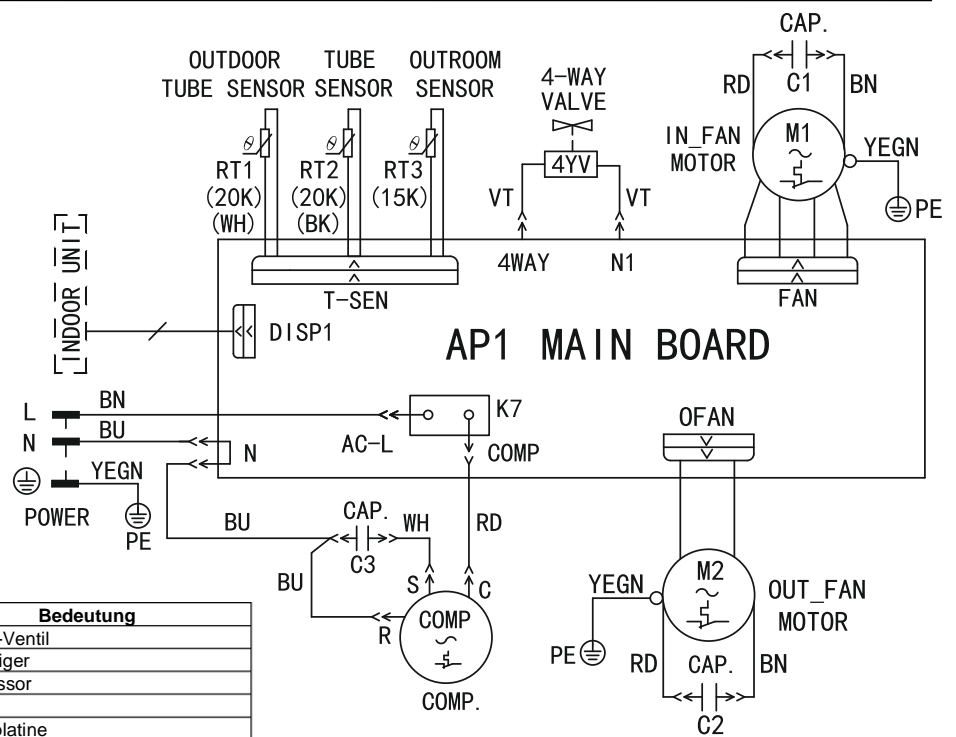 CAP.
C1
RD
BN
OUTDOOR
TUBE SENSOR
TUBE
SENSOR
OUTROOM
SENSOR
4-WAY
VALVE
4YV
VT
VT
IN_FAN
MOTOR
M1
YEGN
PE
θ
RT1
(20K)
(WH)
θ
RT2
(20K)
(BK)
θ
RT3
(15K)
4WAY
N1
FAN
T-SEN
INDOOR UNIT
DISP1
AP1 MAIN BOARD
L
BN
K7
AC-L
COMP
N
BU
N
YEGN
POWER
PE
OFAN
BU
CAP.
C3
WH
RD
BU
S
C
R
COMP
COMP.
YEGN
PE
M2
OUT_FAN
MOTOR
RD
CAP.
BN
C2
Bedeutung
-Ventil